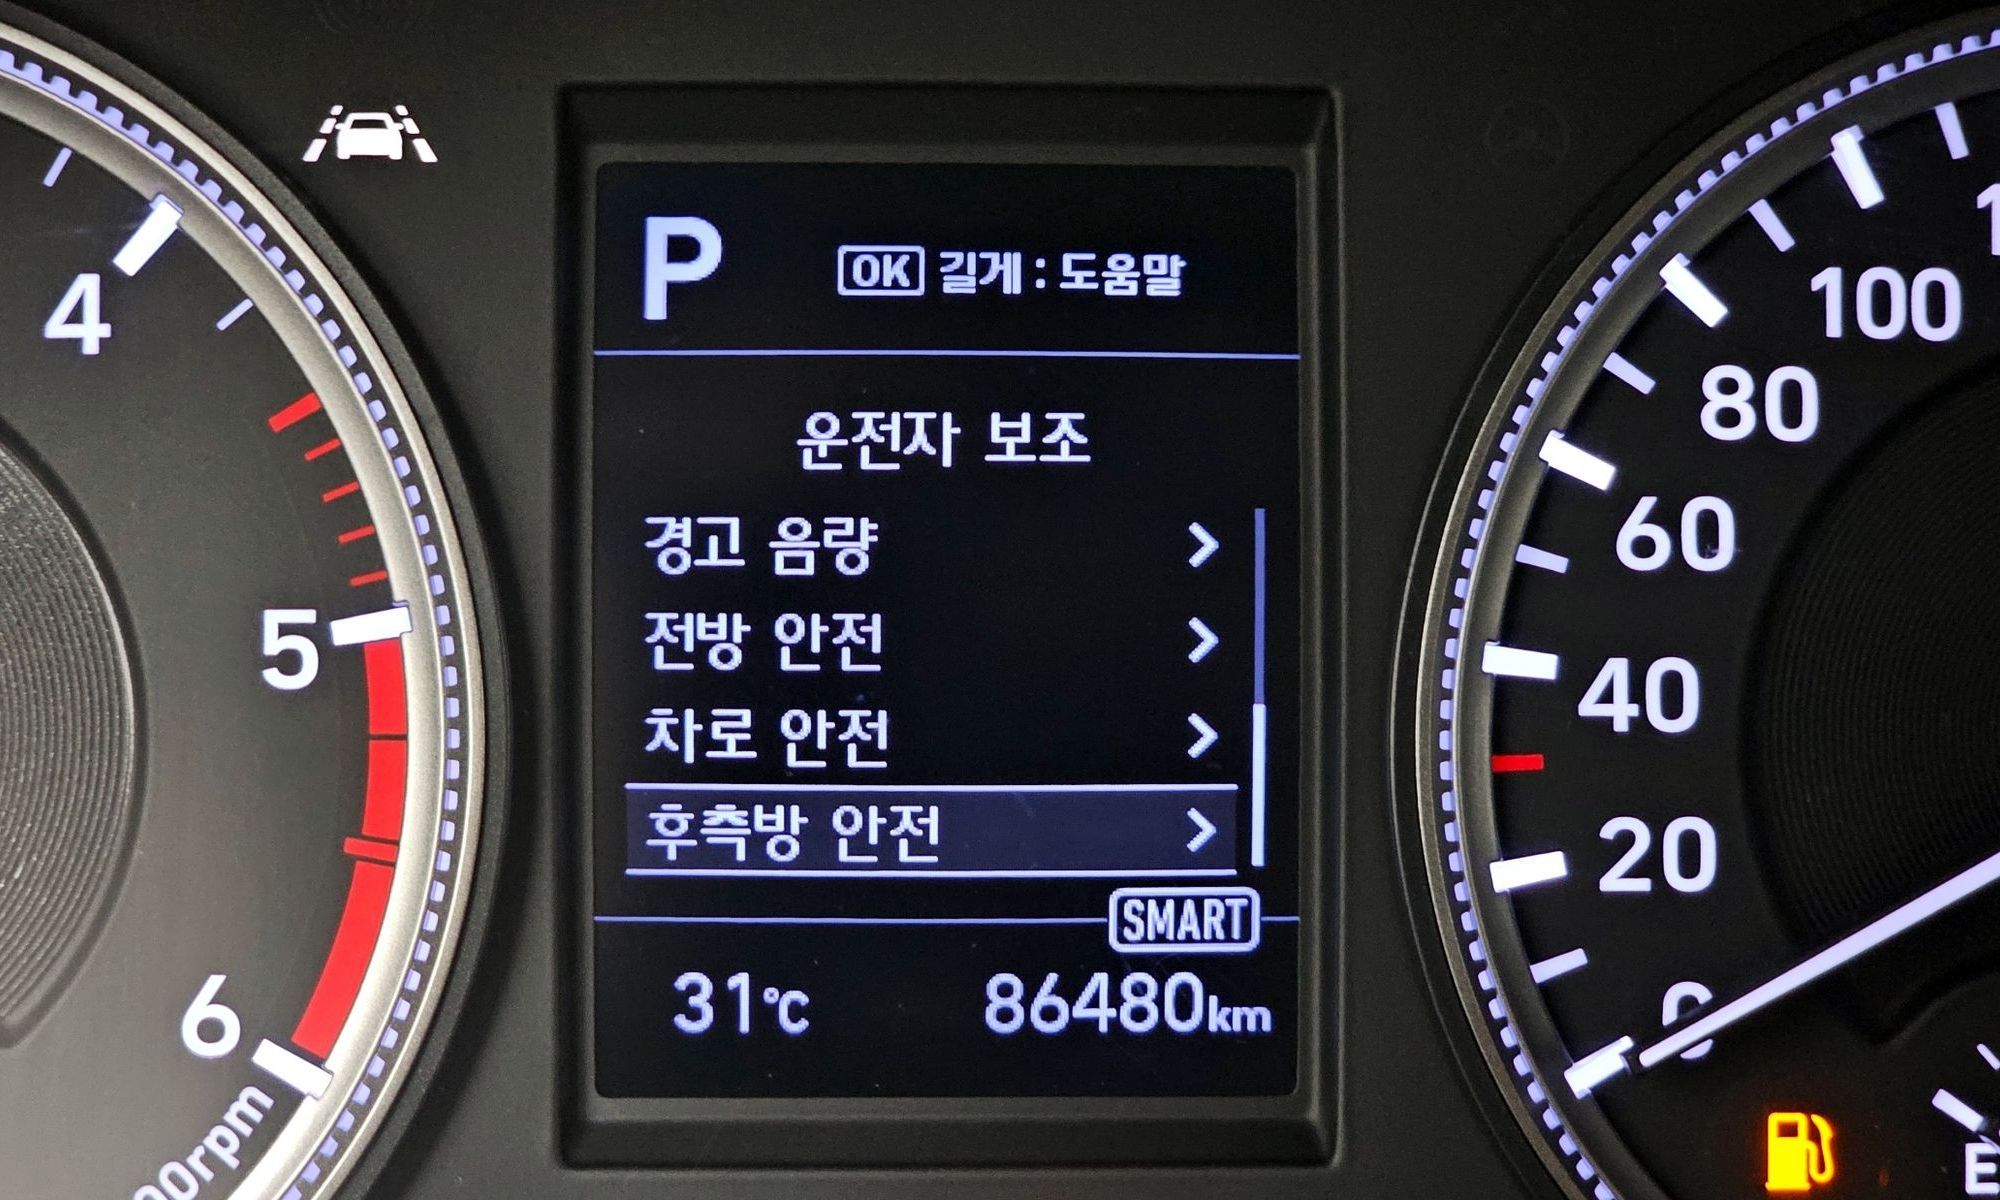 P
OK 길게 : 도움말
운전자 보조
경고 음량
전방 안전
차로 안전
후측방 안전
SMART
31℃
86480km
4
5
6
00rpm
100
80
60
40
20
0
E